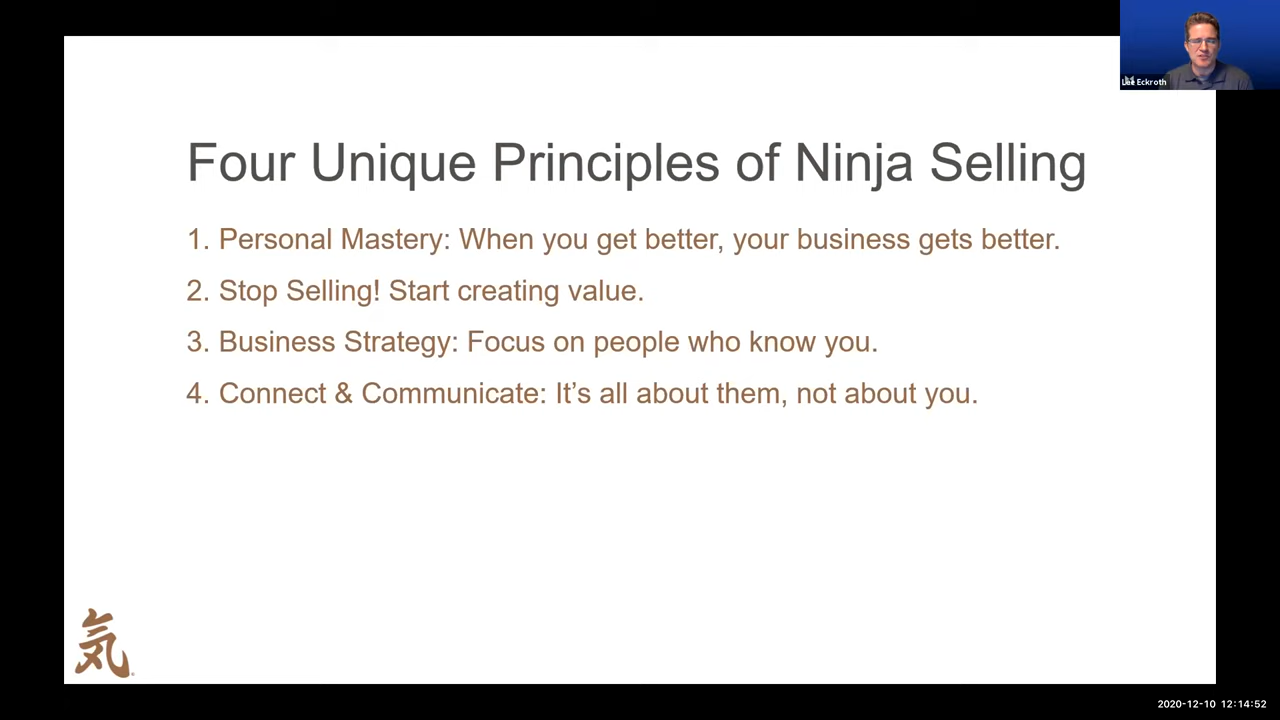 Lee Eckroth
Four Unique Principles of Ninja Selling
1. Personal Mastery: When you get better, your business gets better.
2. Stop Selling! Start creating value.
3. Business Strategy: Focus on people who know you.
4. Connect & Communicate: It’s all about them, not about you.
気
2020-12-10 12:14:52